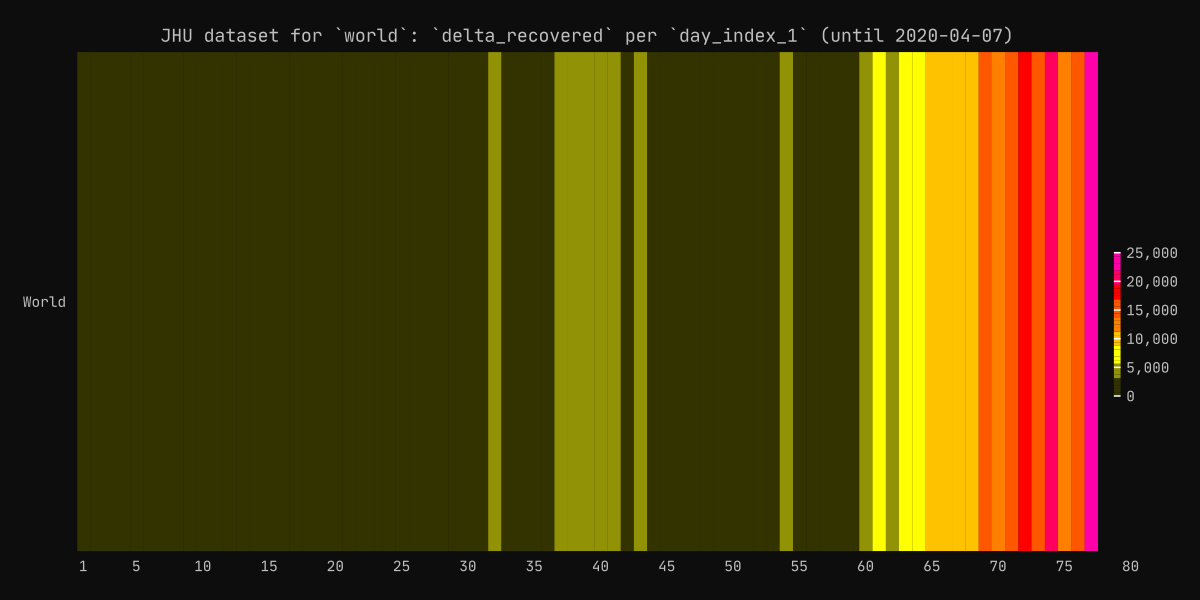 JHU dataset for `world`: `delta_recovered` per `day_index_1` (until 2020-04-07)
25,000
20,000
15,000
10,000
5,000
0
World
1 5 10 15 20 25 30 35 40 45 50 55 60 65 70 75 80